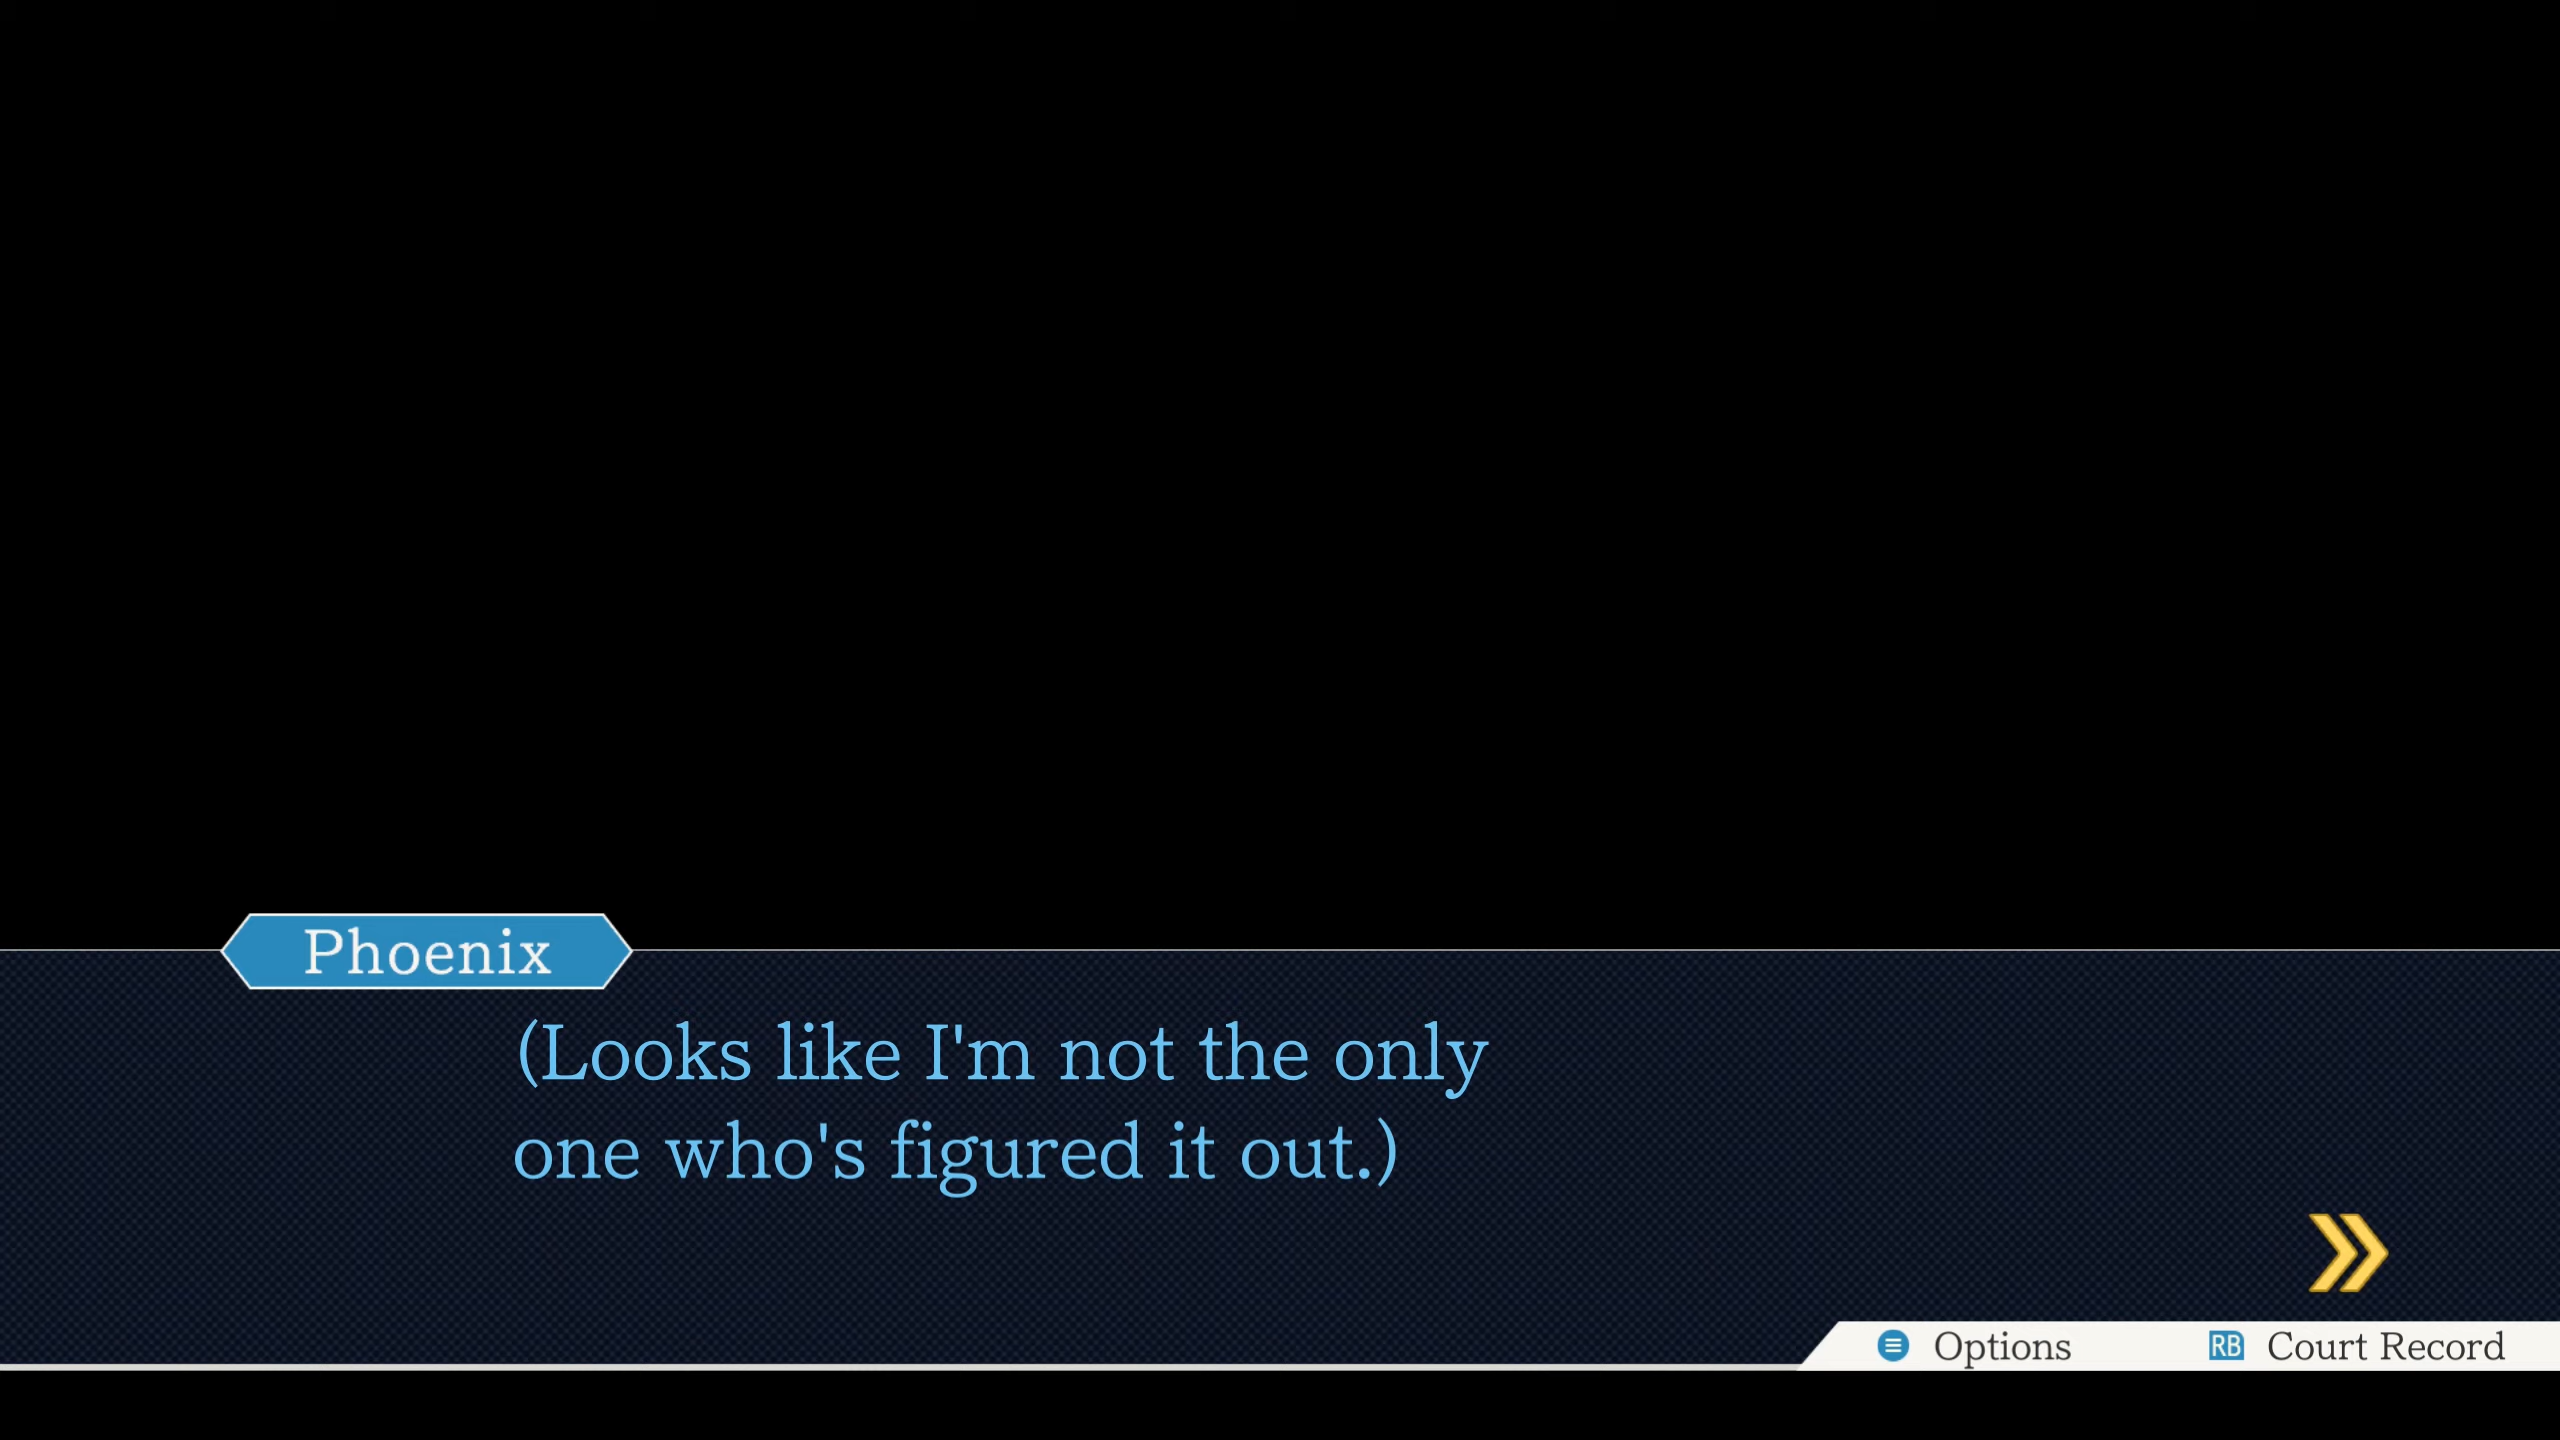 Phoenix
(Looks like I'm not the only
one who's figured it out.)
Options
RB Court Record